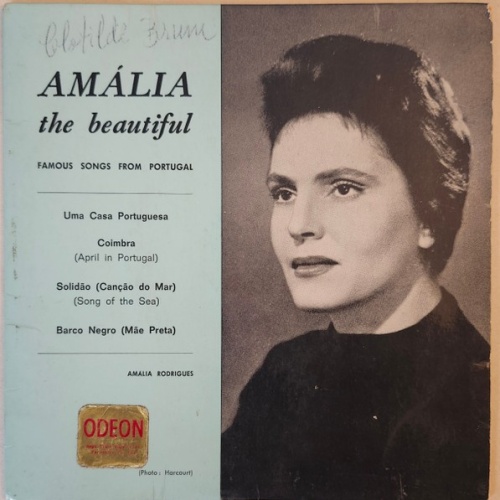 Clotilde Brum
AMÁLIA
the beautiful
FAMOUS SONGS FROM PORTUGAL
Uma Casa Portuguesa
Coimbra
(April in Portugal)
Solidão (Canção do Mar)
(Song of the Sea)
Barco Negro (Mãe Preta)
AMALIA RODRIGUES
ODEON
(Photo : Harcourt)